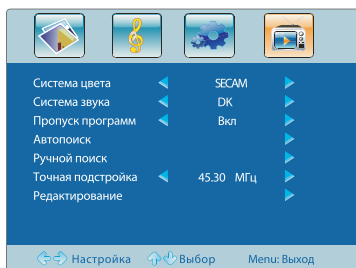 Система цвета SECAM
Система звука DK
Пропуск программ Вкл
Автопоиск
Ручной поиск
Точная подстройка 45.30 МГц
Редактирование
Настройка Выбор Menu: Выход